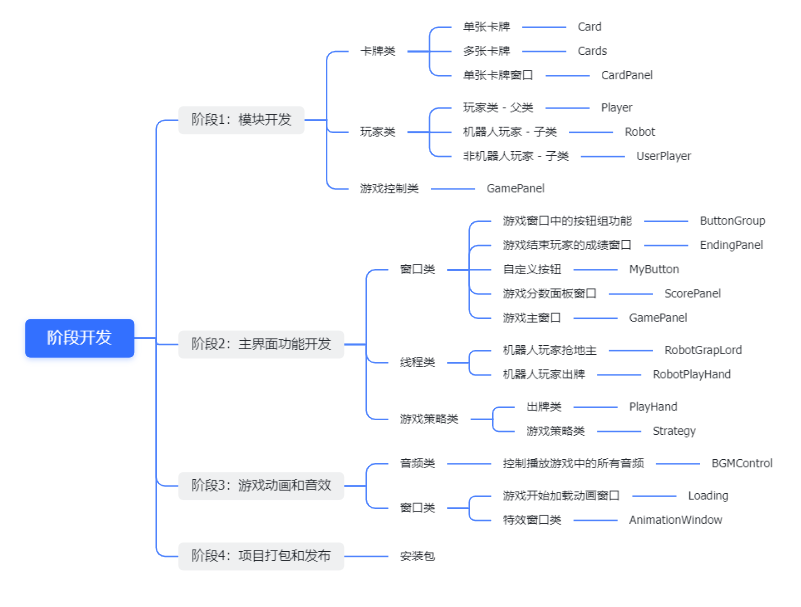 阶段开发
阶段1：模块开发
卡牌类
单张卡牌
Card
多张卡牌
Cards
单张卡牌窗口
CardPanel
玩家类
玩家类 - 父类
Player
机器人玩家 - 子类
Robot
非机器人玩家 - 子类
UserPlayer
游戏控制类
GamePanel
阶段2：主界面功能开发
窗口类
游戏窗口中的按钮组功能
ButtonGroup
游戏结束玩家的成绩窗口
EndingPanel
自定义按钮
MyButton
游戏分数面板窗口
ScorePanel
游戏主窗口
GamePanel
线程类
机器人玩家抢地主
RobotGrapLord
机器人玩家出牌
RobotPlayHand
游戏策略类
出牌类
PlayHand
游戏策略类
Strategy
阶段3：游戏动画和音效
音频类
控制播放游戏中的所有音频
BGMControl
窗口类
游戏开始加载动画窗口
Loading
特效窗口类
AnimationWindow
阶段4：项目打包和发布
安装包